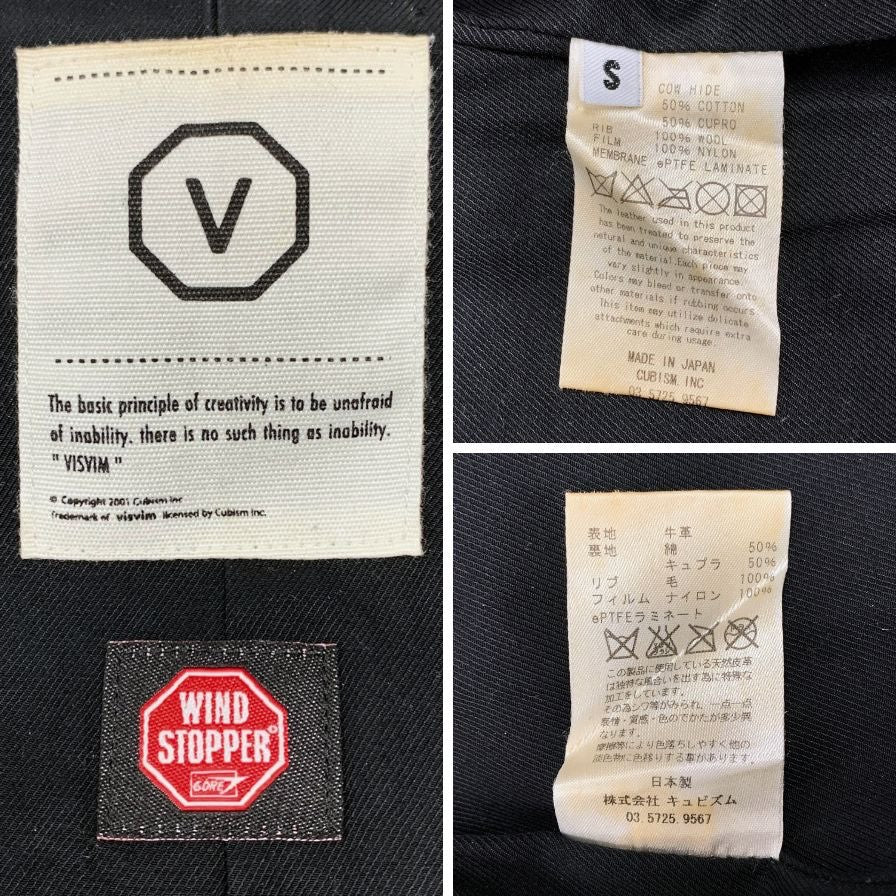 V
The basic principle of creativity is to be unafraid
of inability. there is no such thing as inability.
" VISVIM "
© Copyright 2001 Cubism Inc
Trademark of visvim licensed by Cubism Inc.
WIND
STOPPER®
GORE
S
COW HIDE
50% COTTON
50% CUPRO
RIB 100% WOOL
FILM 100% NYLON
MEMBRANE ePTFE LAMINATE
The leather used in this product
has been treated to preserve the
natural and unique characteristics
of the material.Each piece may
vary slightly in appearance.
Colors may bleed or transfer onto
other materials if rubbing occurs
This item may utilize delicate
attachments which require extra
care during usage.
MADE IN JAPAN
CUBISM INC
03 5725 9567
表地 牛革
裏地 綿 50%
キュプラ 50%
リブ 毛 100%
フィルム ナイロン 100%
ePTFEラミネート
この製品に使用している天然皮革
は独特な風合いを出す為に特殊な
加工をしています。
その為シワ等がみられ、一点一点
表情・質感・色のでかたが多少異
なります。
摩擦等により色落ちしやすく他の
淡色物に色移りする事があります。
日本製
株式会社 キュビズム
03 5725 9567